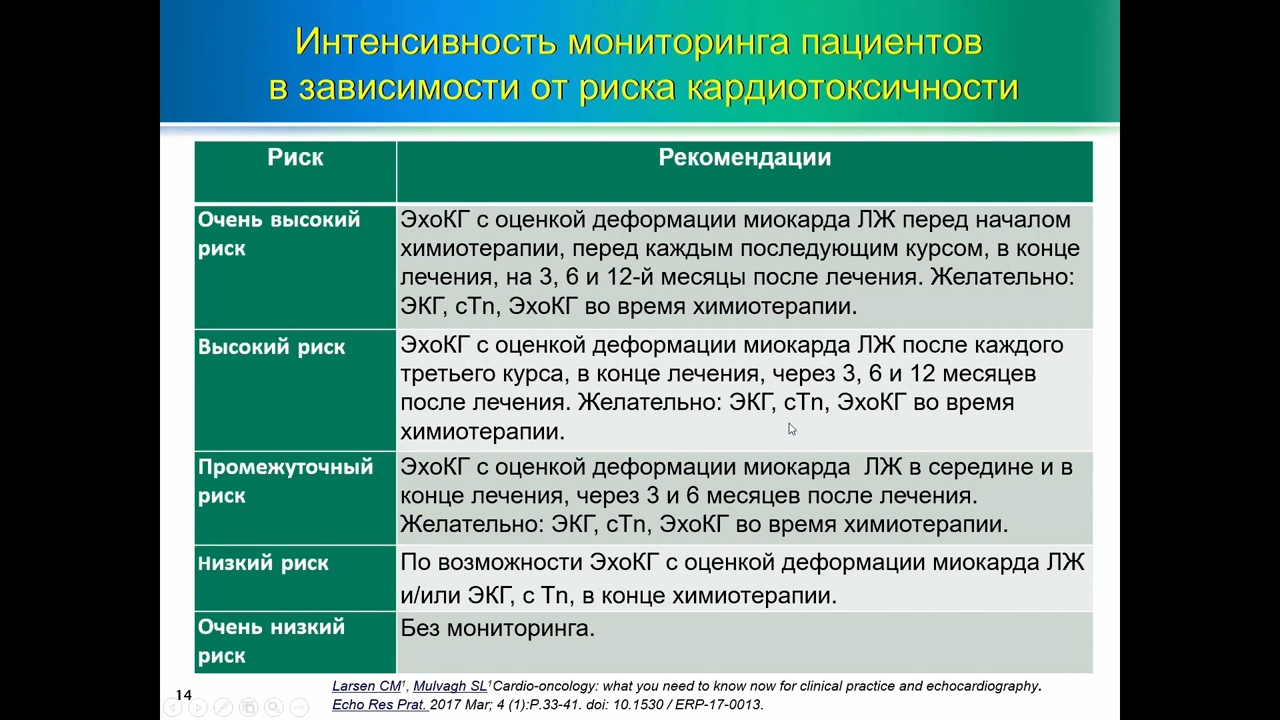 Интенсивность мониторинга пациентов
в зависимости от риска кардиотоксичности
Риск
Рекомендации
Очень высокий
риск
ЭхоКГ с оценкой деформации миокарда ЛЖ перед началом
химиотерапии, перед каждым последующим курсом, в конце
лечения, на 3, 6 и 12-й месяцы после лечения. Желательно:
ЭКГ, cTn, ЭхоКГ во время химиотерапии.
Высокий риск
ЭхоКГ с оценкой деформации миокарда ЛЖ после каждого
третьего курса, в конце лечения, через 3, 6 и 12 месяцев
после лечения. Желательно: ЭКГ, cTn, ЭхоКГ во время
химиотерапии.
Промежуточный
риск
ЭхоКГ с оценкой деформации миокарда ЛЖ в середине и в
конце лечения, через 3 и 6 месяцев после лечения.
Желательно: ЭКГ, cTn, ЭхоКГ во время химиотерапии.
Низкий риск
По возможности ЭхоКГ с оценкой деформации миокарда ЛЖ
и/или ЭКГ, с Tn, в конце химиотерапии.
Очень низкий
риск
Без мониторинга.
Larsen CM¹, Mulvagh SL¹Cardio-oncology: what you need to know now for clinical practice and echocardiography.
Echo Res Prat. 2017 Mar; 4 (1):P.33-41. doi: 10.1530 / ERP-17-0013.
14